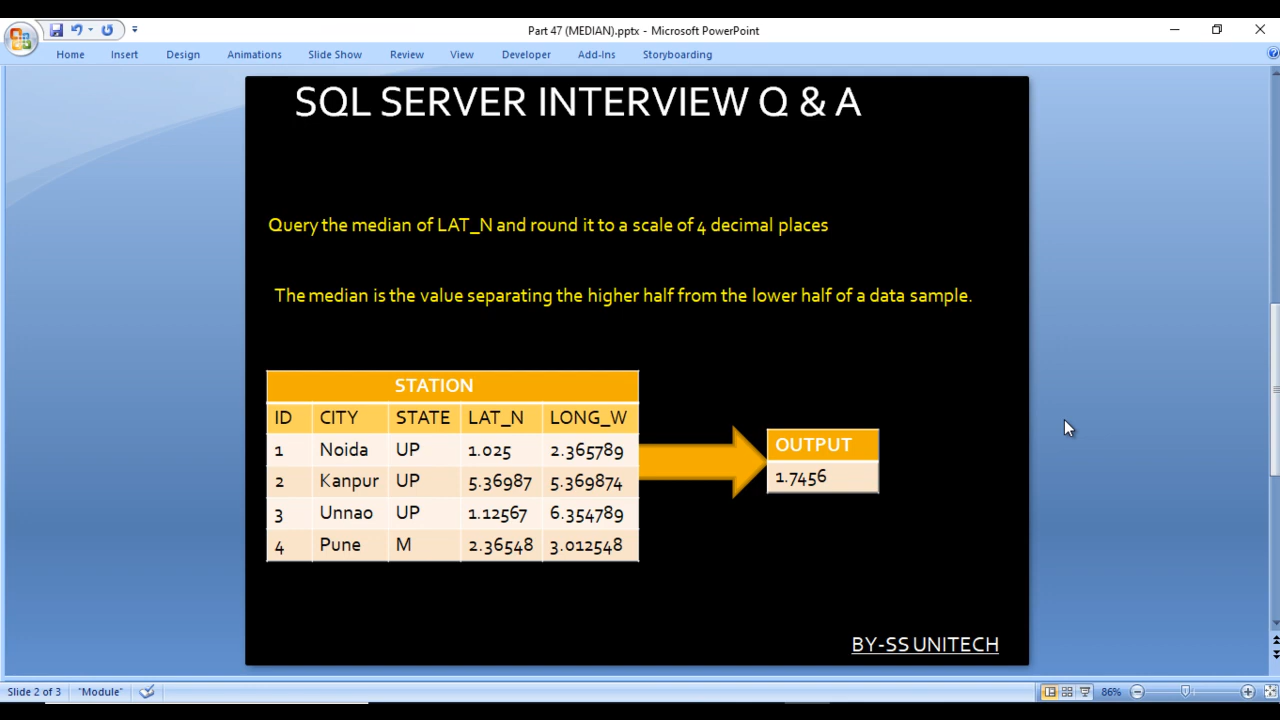 Part 47 (MEDIAN).pptx - Microsoft PowerPoint
Home Insert Design Animations Slide Show Review View Developer Add-Ins Storyboarding
SQL SERVER INTERVIEW Q & A
Query the median of LAT_N and round it to a scale of 4 decimal places
The median is the value separating the higher half from the lower half of a data sample.
STATION
ID CITY STATE LAT_N LONG_W
1 Noida UP 1.025 2.365789
2 Kanpur UP 5.36987 5.369874
3 Unnao UP 1.12567 6.354789
4 Pune M 2.36548 3.012548
OUTPUT
1.7456
BY-SS UNITECH
Slide 2 of 3 "Module" 86%